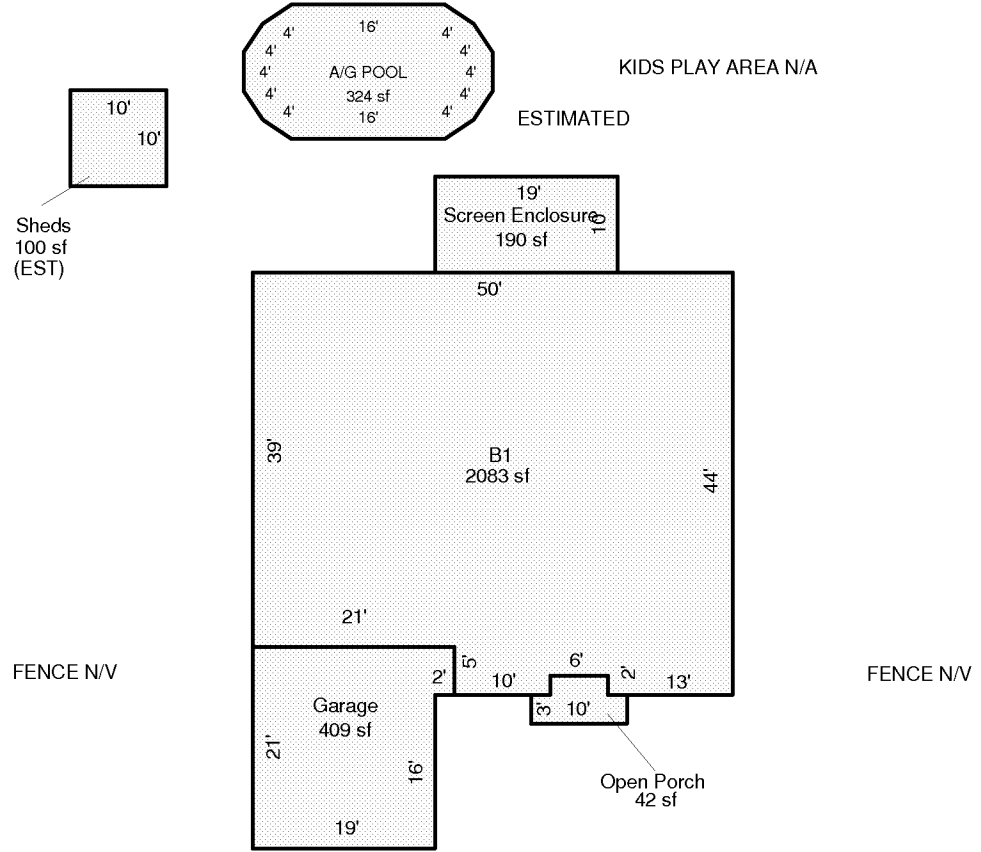 16'
4'
4'
4'
4'
4'
A/G POOL
4'
324 sf
4'
4'
4'
16'
4'
KIDS PLAY AREA N/A
ESTIMATED
10'
10'
Sheds
100 sf
(EST)
19'
Screen Enclosure
10'
190 sf
50'
39'
B1
2083 sf
44'
21'
5'
6'
2'
2'
10'
13'
FENCE N/V
FENCE N/V
Garage
409 sf
3'
10'
21'
16'
Open Porch
42 sf
19'